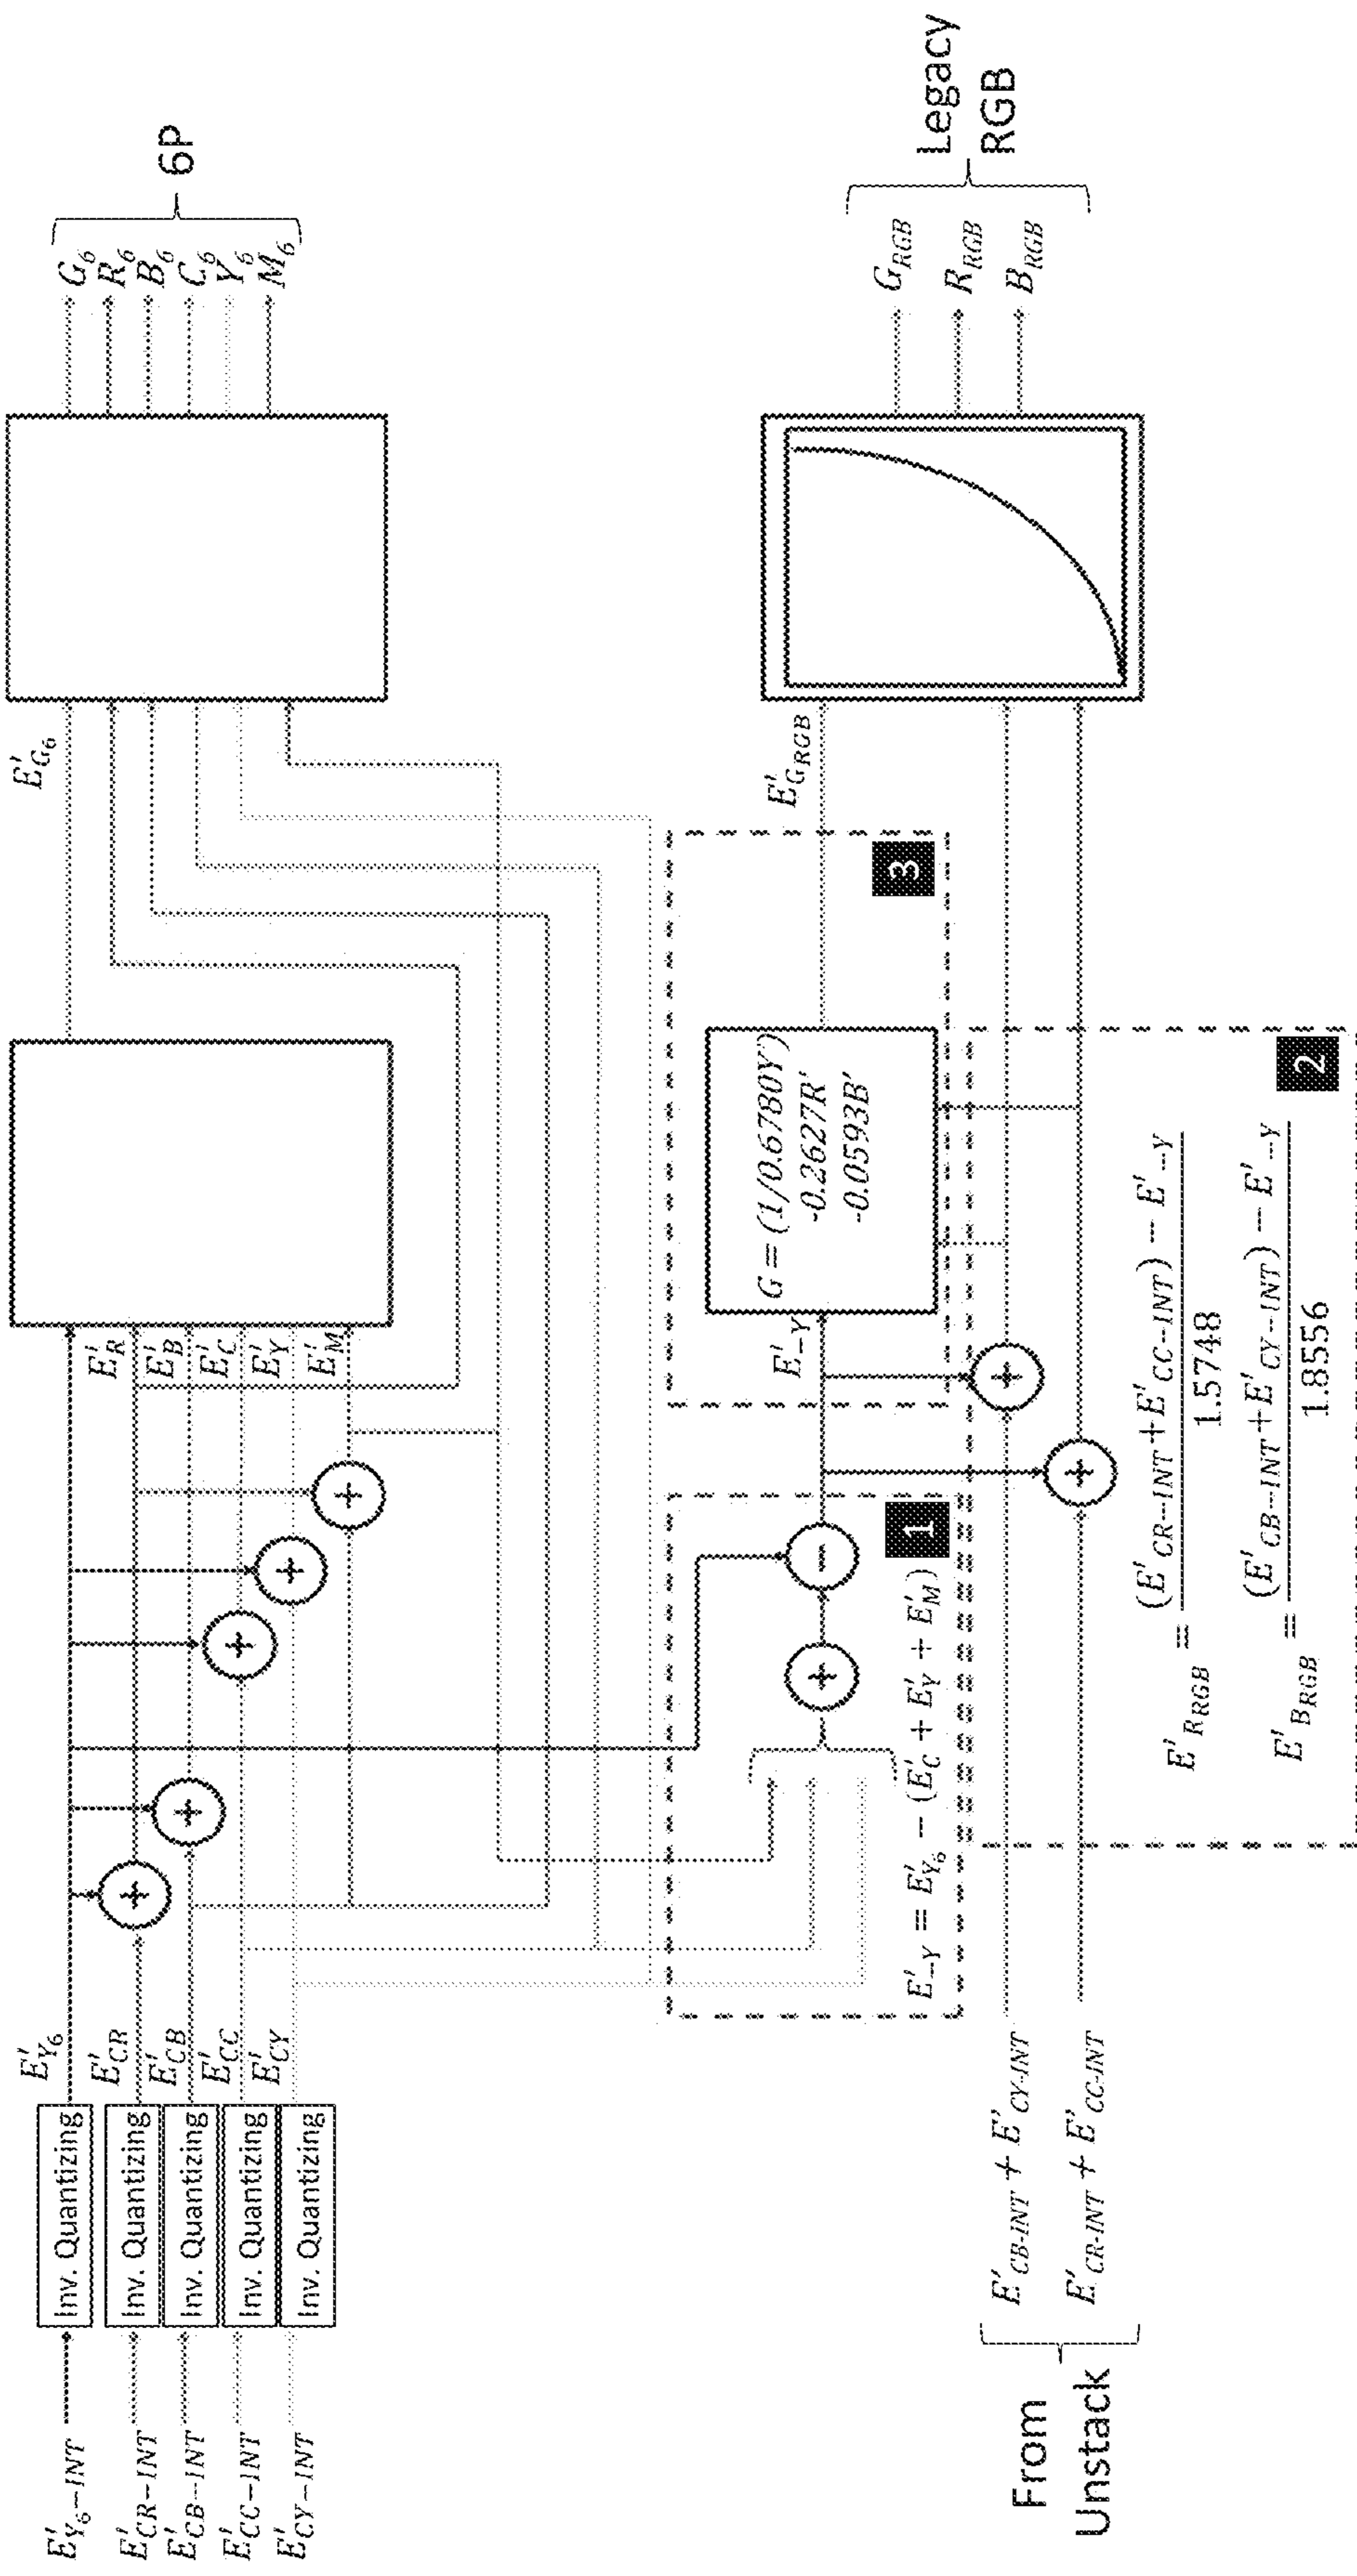 E'Y6-INT
E'CR-INT
E'CB-INT
E'CC-INT
E'CY-INT
Inv. Quantizing
Inv. Quantizing
Inv. Quantizing
Inv. Quantizing
Inv. Quantizing
E'Y6
E'CR
E'CB
E'CC
E'CY
+
+
+
+
+
E'R
E'B
E'C
E'Y
E'M
E'G6
G6
R6
B6
C6
Y6
M6
6P
+
-
E'-Y = E'Y6 - (E'C + E'Y + E'M)
1
E'-Y
G = (1/0.6780Y)
-0.2627R'
-0.0593B'
3
E'GRGB
From
Unstack
E'CB-INT + E'CY-INT
E'CR-INT + E'CC-INT
+
+
E'RRGB = (E'CR-INT + E'CC-INT) - E'-Y
1.5748
E'BRGB = (E'CB-INT + E'CY-INT) - E'-Y
1.8556
2
GRGB
RRGB
BRGB
Legacy
RGB